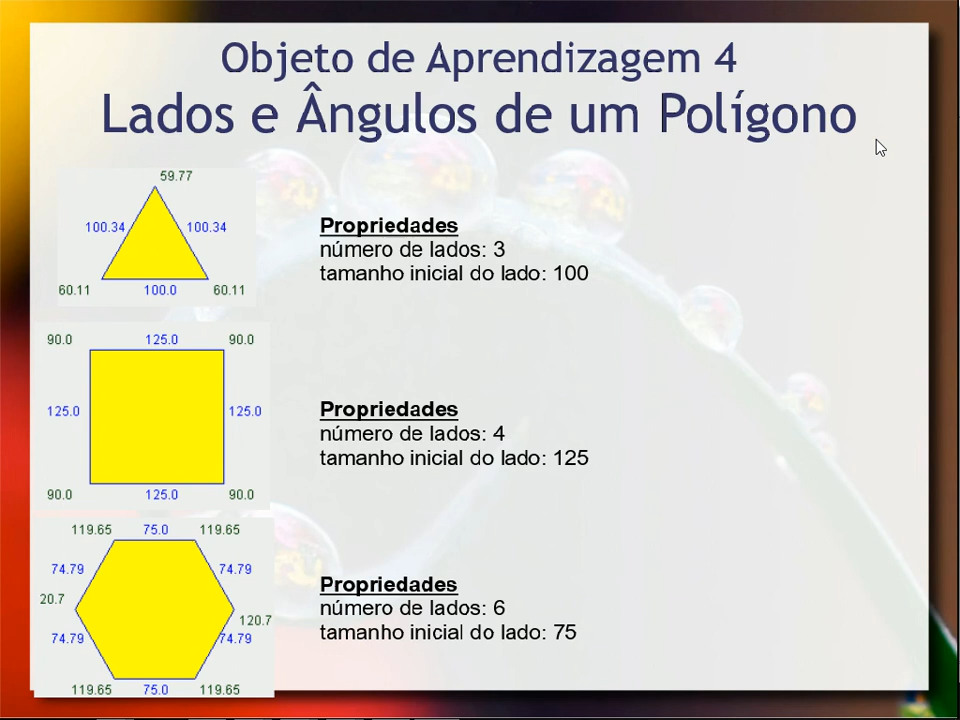 Objeto de Aprendizagem 4
Lados e Ângulos de um Polígono
59.77
100.34 100.34
60.11 100.0 60.11
Propriedades
número de lados: 3
tamanho inicial do lado: 100
90.0 125.0 90.0
125.0 125.0
90.0 125.0 90.0
Propriedades
número de lados: 4
tamanho inicial do lado: 125
119.65 75.0 119.65
74.79 74.79
20.7 120.7
74.79 74.79
119.65 75.0 119.65
Propriedades
número de lados: 6
tamanho inicial do lado: 75